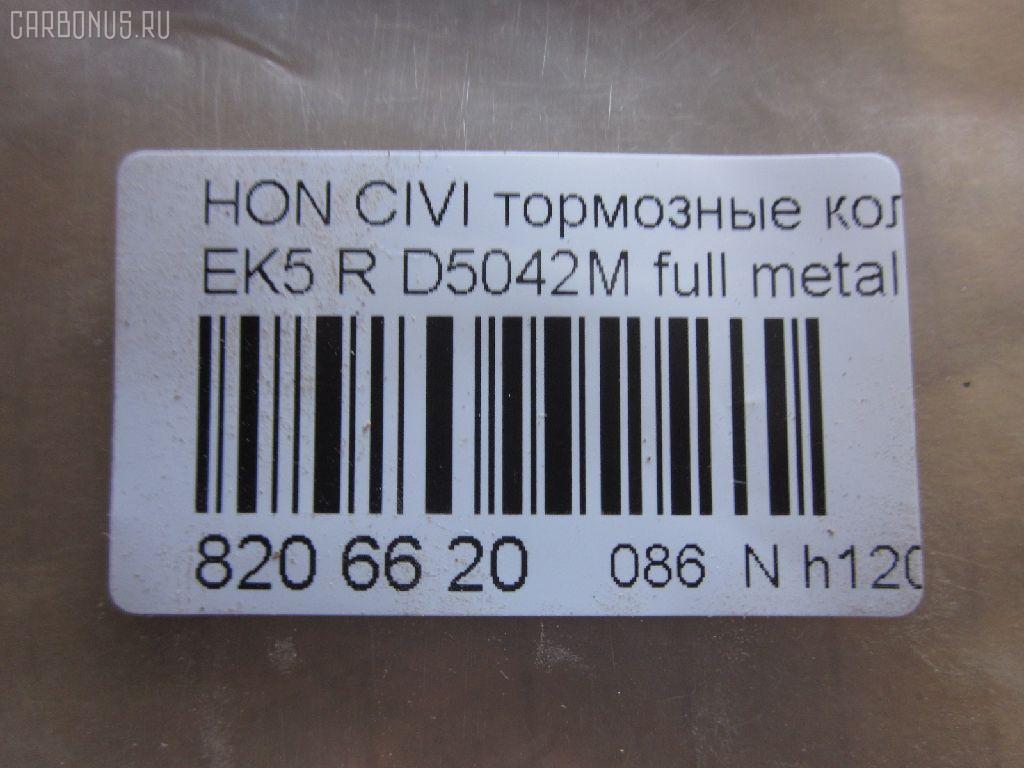 CARBONUS.RU
HON CIVI тормозные кол
EK5 R D5042M full metal
820 66 20 086 N h120